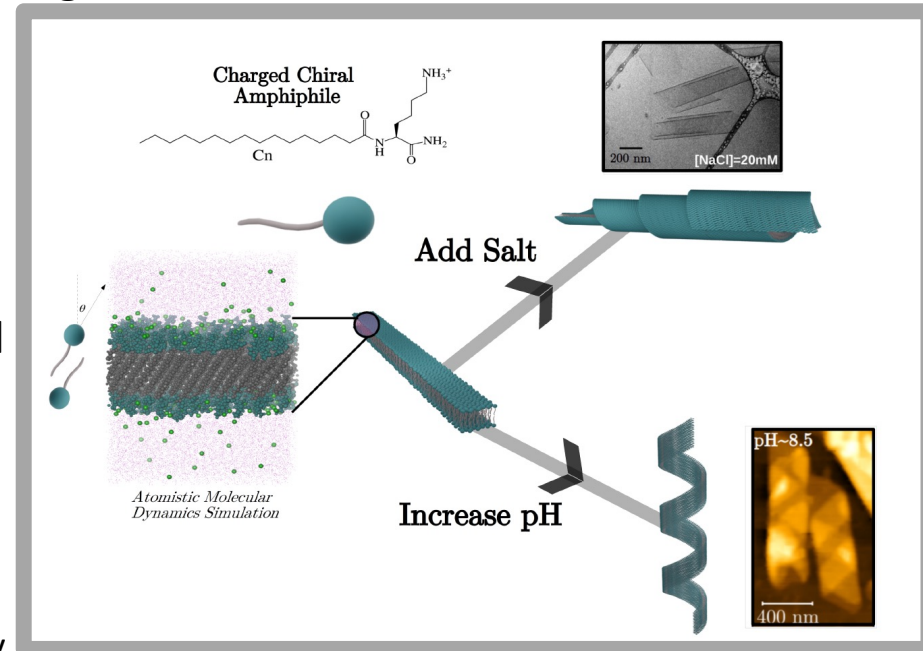 Charged Chiral
Amphiphile
NH₃⁺
O
N
H
NH₂
O
Cn
200 nm
[NaCl]=20mM
Add Salt
θ
Atomistic Molecular
Dynamics Simulation
Increase pH
pH~8.5
400 nm